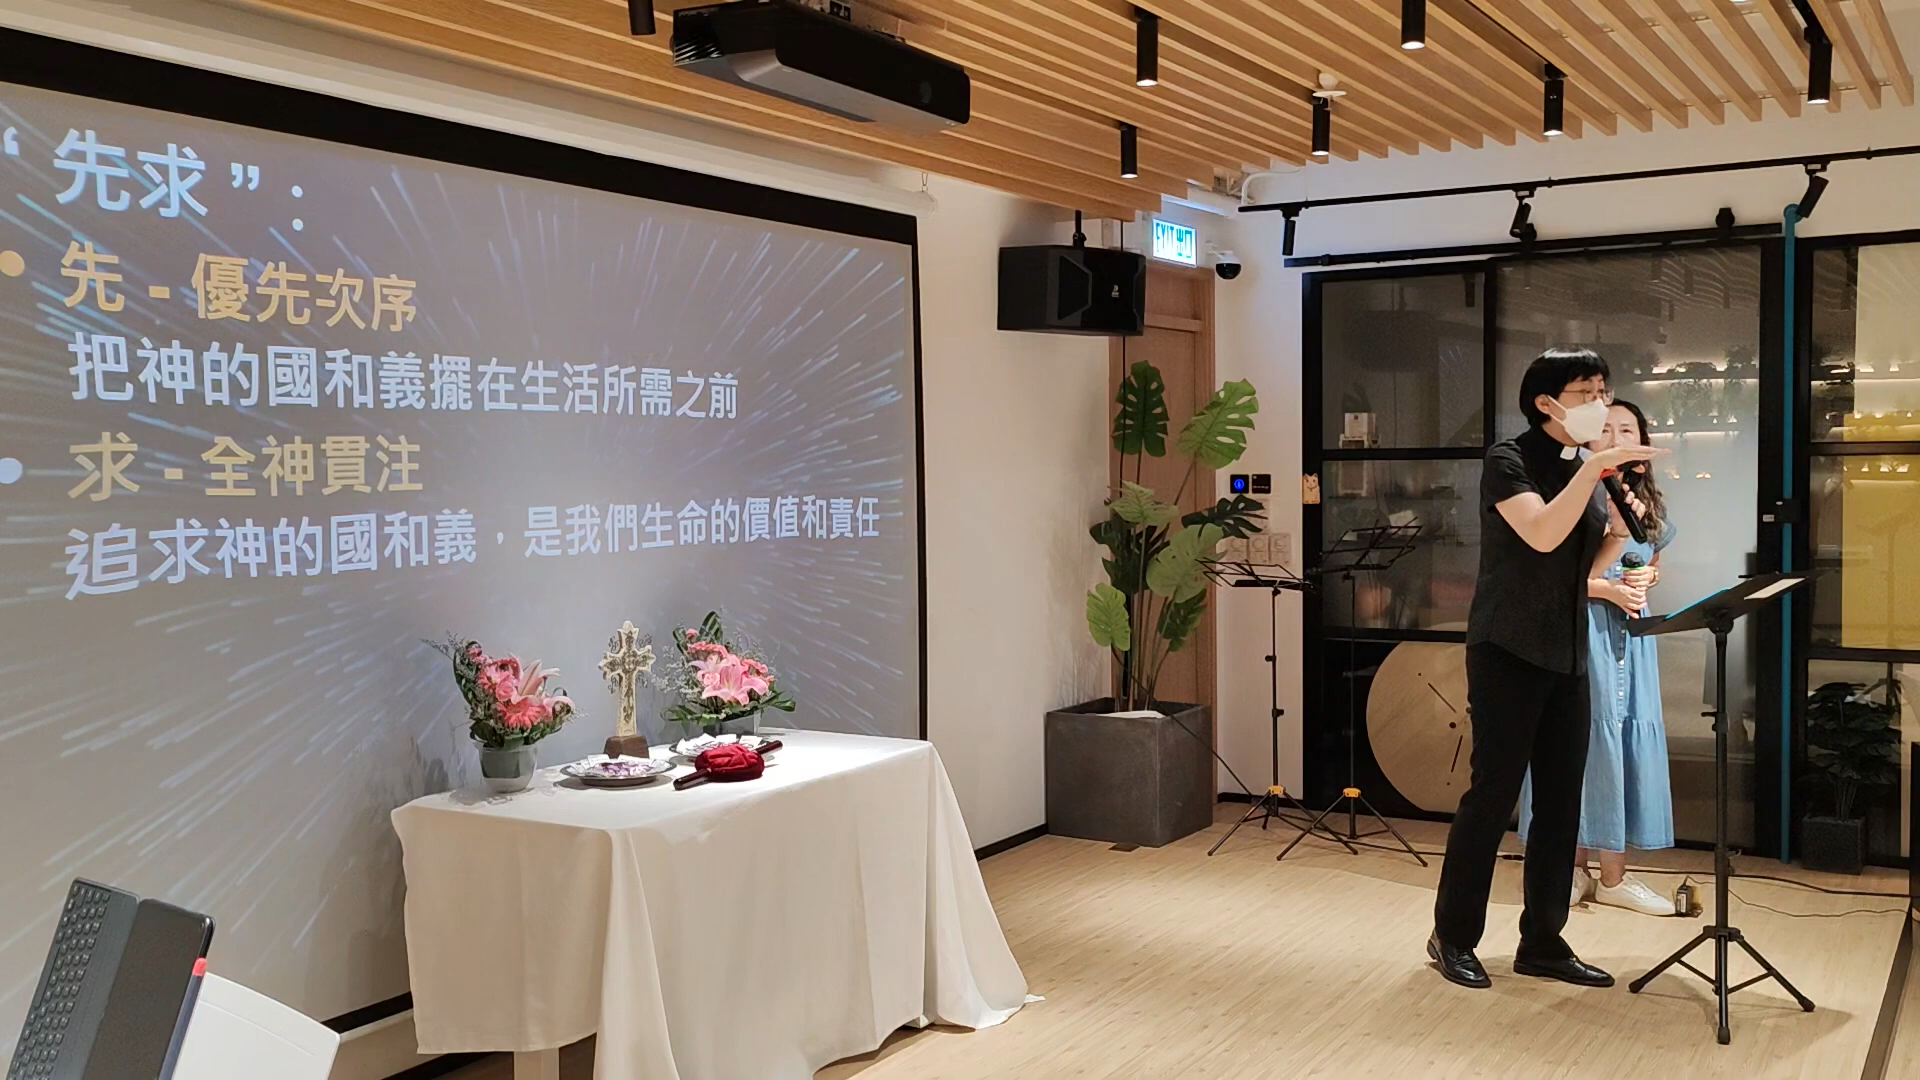 “先求”：
• 先 - 優先次序
把神的國和義擺在生活所需之前
• 求 - 全神貫注
追求神的國和義，是我們生命的價值和責任
EXIT 出口